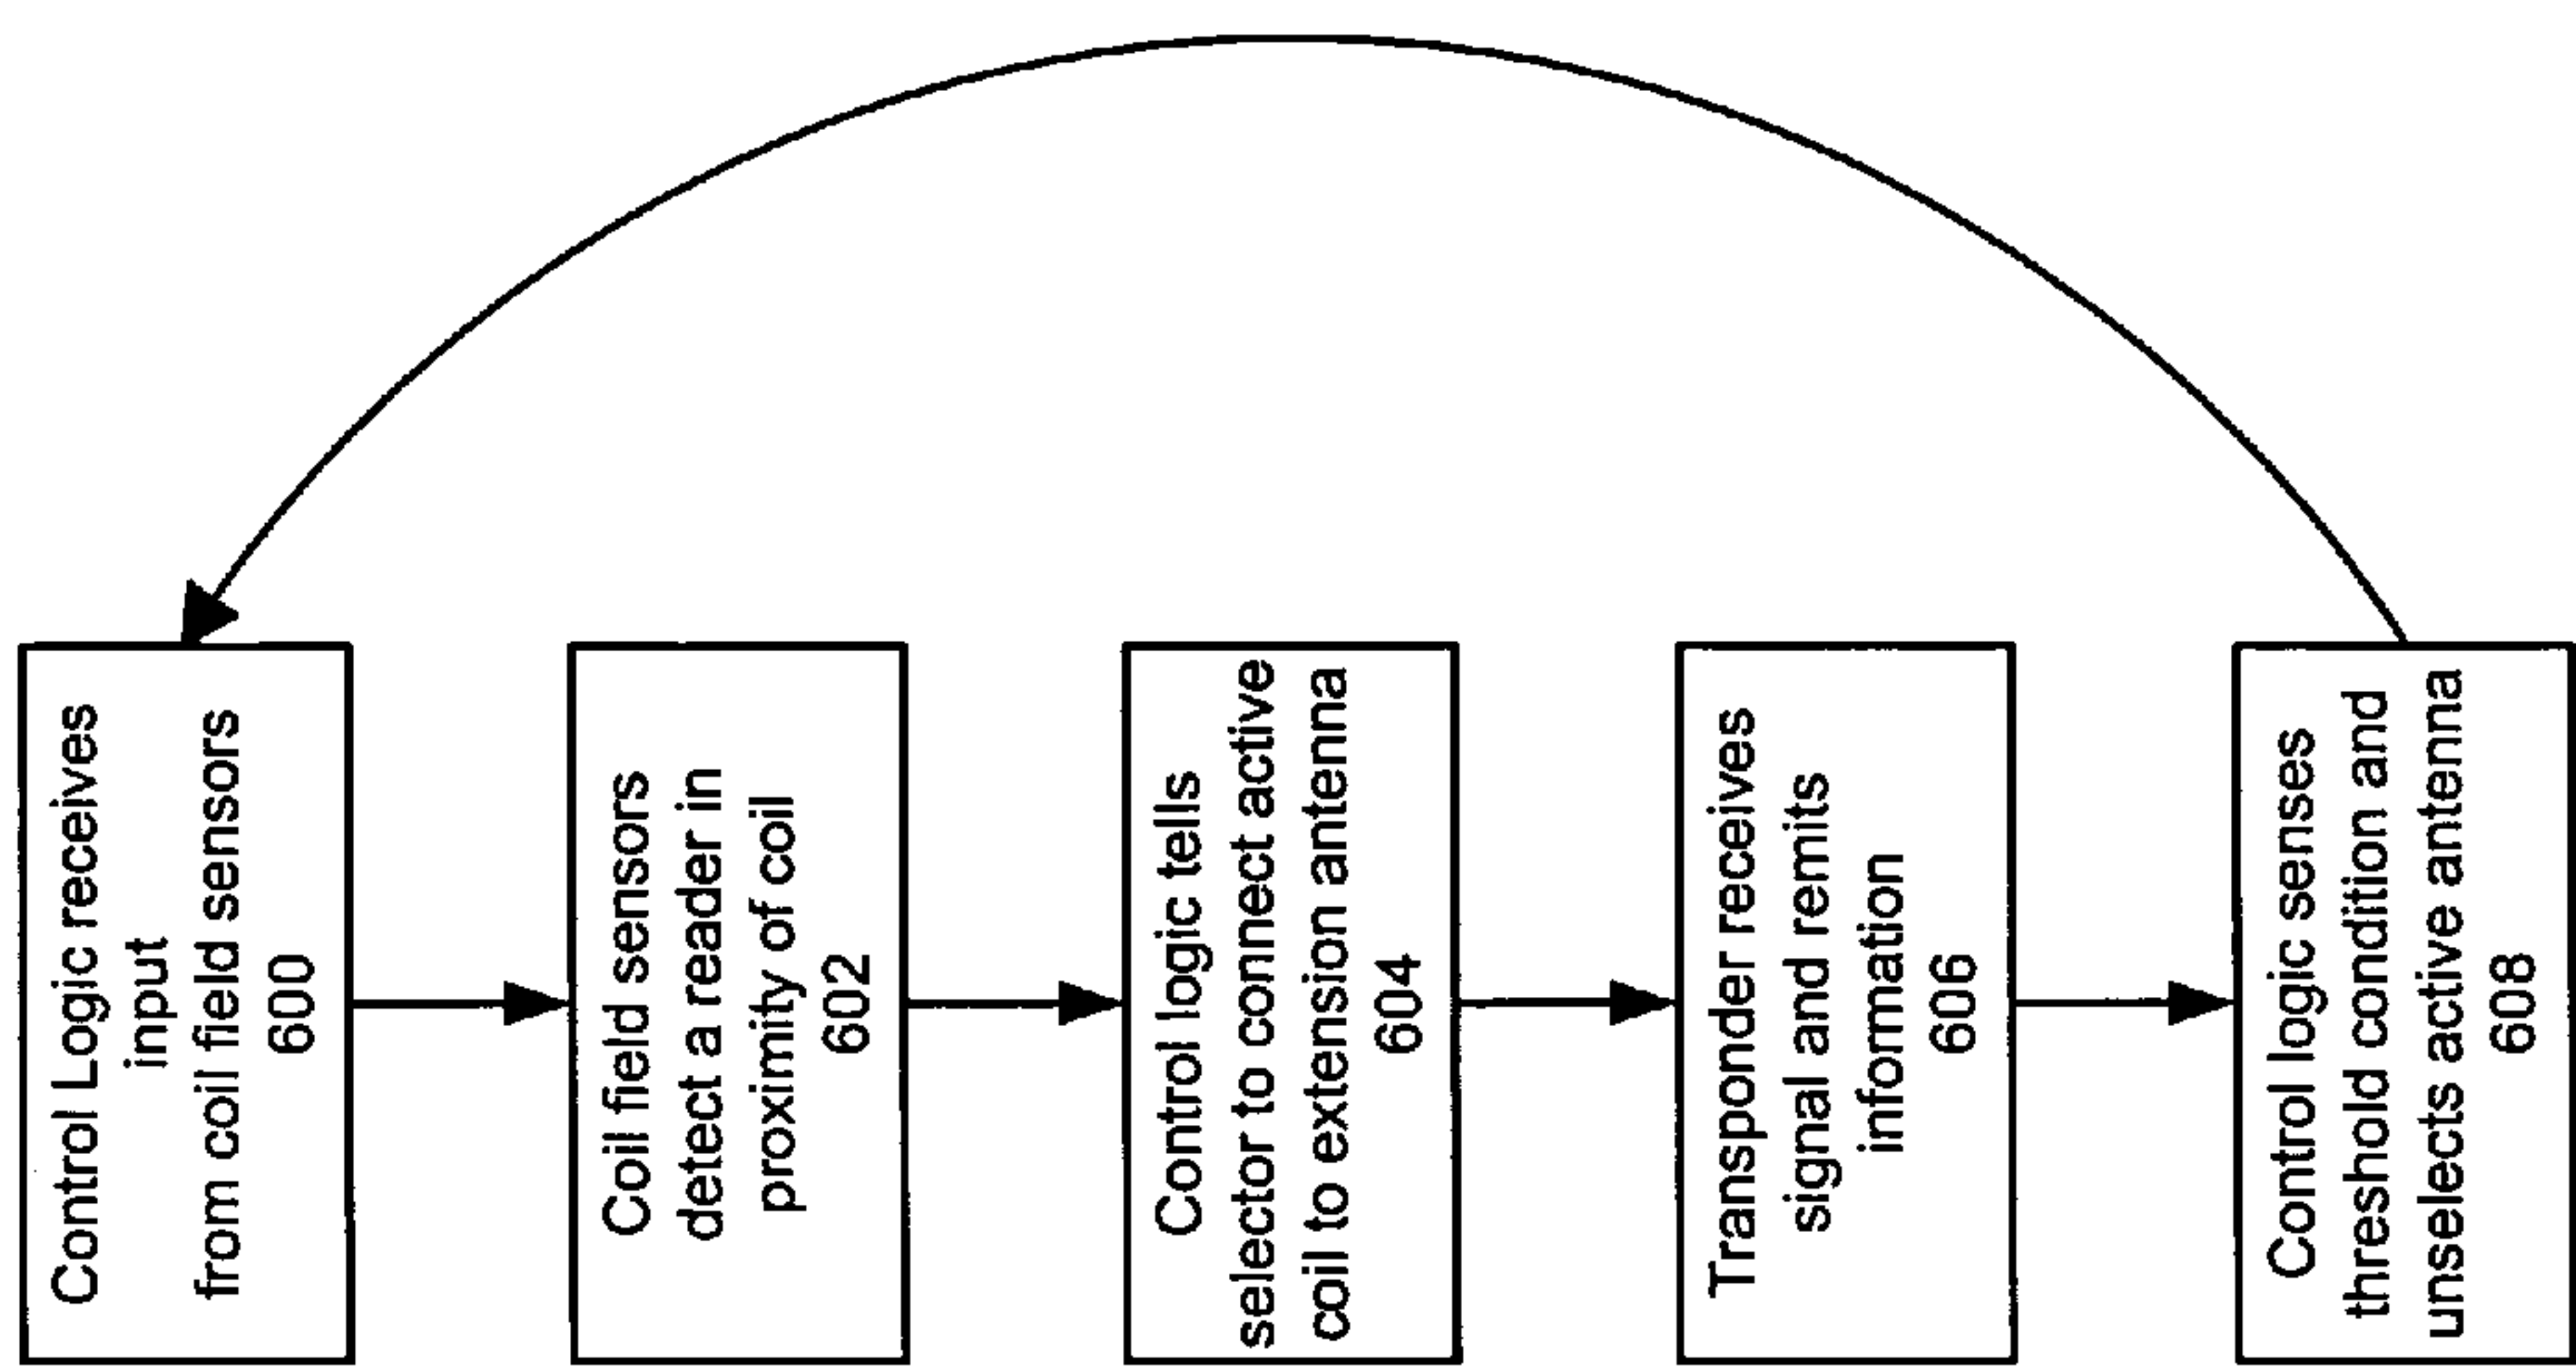 Control Logic receives
input
from coil field sensors
600
Coil field sensors
detect a reader in
proximity of coil
602
Control logic tells
selector to connect active
coil to extension antenna
604
Transponder receives
signal and remits
information
606
Control logic senses
threshold condition and
unselects active antenna
608